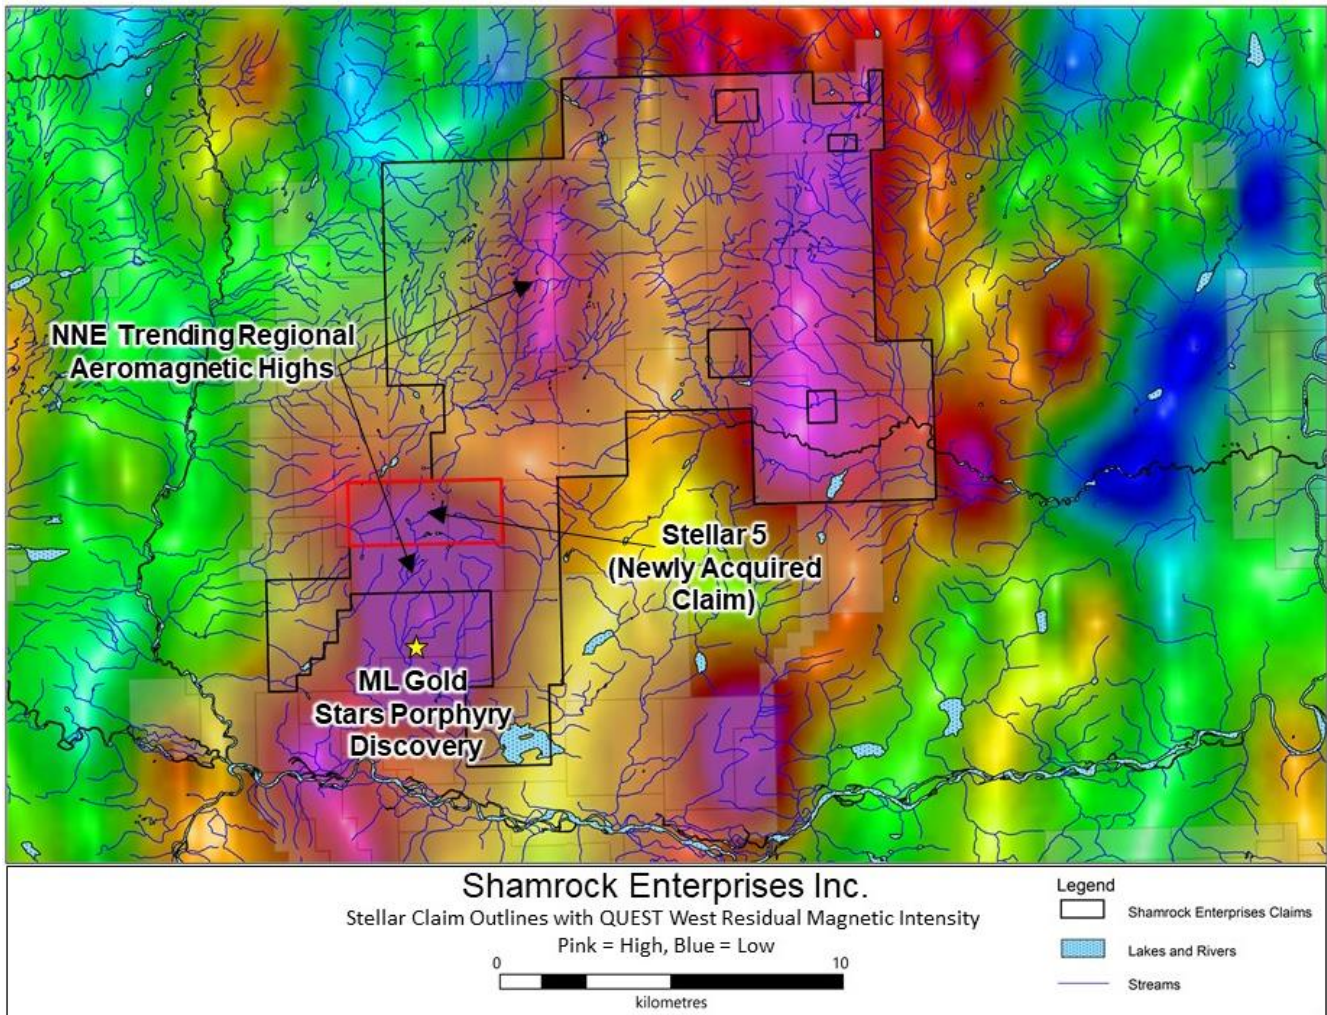 NNE Trending Regional
Aeromagnetic Highs
Stellar 5
(Newly Acquired
Claim)
ML Gold
Stars Porphyry
Discovery
Shamrock Enterprises Inc.
Stellar Claim Outlines with QUEST West Residual Magnetic Intensity
Pink = High, Blue = Low
0 10
kilometres
Legend
Shamrock Enterprises Claims
Lakes and Rivers
Streams